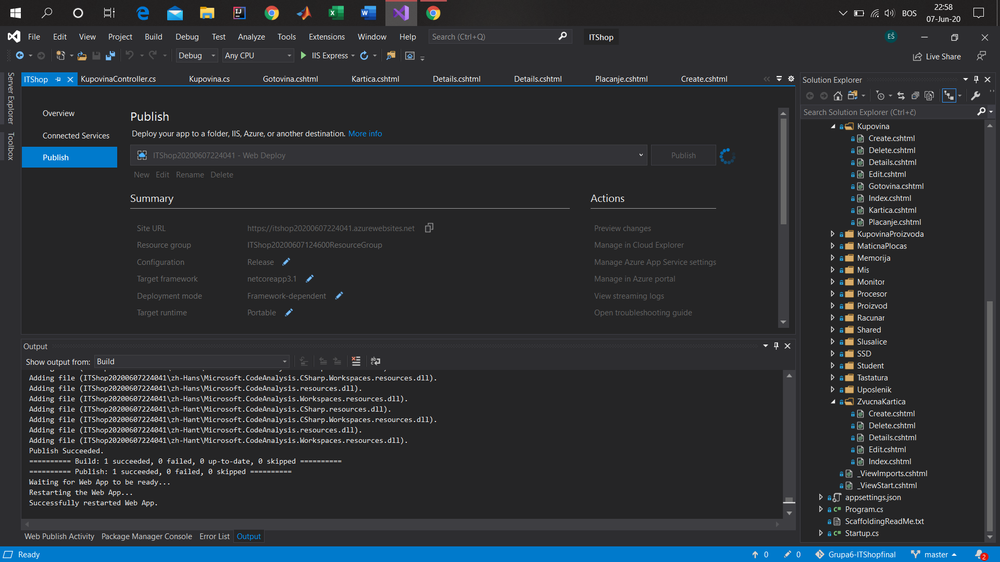 BOS
22:58
07-Jun-20
File Edit View Project Build Debug Test Analyze Tools Extensions Window Help Search (Ctrl+Q) ITShop EŠ
Debug Any CPU IIS Express Live Share
Server Explorer
Toolbox
ITShop KupovinaController.cs Kupovina.cs Gotovina.cshtml Kartica.cshtml Details.cshtml Details.cshtml Placanje.cshtml Create.cshtml
Overview
Connected Services
Publish
Publish
Deploy your app to a folder, IIS, Azure, or another destination. More info
ITShop20200607224041 - Web Deploy Publish
New Edit Rename Delete
Summary
Site URL https://itshop20200607224041.azurewebsites.net
Resource group ITShop20200607124600ResourceGroup
Configuration Release
Target framework netcoreapp3.1
Deployment mode Framework-dependent
Target runtime Portable
Actions
Preview changes
Manage in Cloud Explorer
Manage Azure App Service settings
Manage in Azure portal
View streaming logs
Open troubleshooting guide
Output
Show output from: Build
Adding file (ITShop20200607224041\zh-Hans\Microsoft.CodeAnalysis.CSharp.Workspaces.resources.dll).
Adding file (ITShop20200607224041\zh-Hans\Microsoft.CodeAnalysis.resources.dll).
Adding file (ITShop20200607224041\zh-Hans\Microsoft.CodeAnalysis.Workspaces.resources.dll).
Adding file (ITShop20200607224041\zh-Hant\Microsoft.CodeAnalysis.CSharp.resources.dll).
Adding file (ITShop20200607224041\zh-Hant\Microsoft.CodeAnalysis.CSharp.Workspaces.resources.dll).
Adding file (ITShop20200607224041\zh-Hant\Microsoft.CodeAnalysis.resources.dll).
Adding file (ITShop20200607224041\zh-Hant\Microsoft.CodeAnalysis.Workspaces.resources.dll).
Publish Succeeded.
========== Build: 1 succeeded, 0 failed, 0 up-to-date, 0 skipped ==========
========== Publish: 1 succeeded, 0 failed, 0 skipped ==========
Waiting for Web App to be ready...
Restarting the Web App...
Successfully restarted Web App.
Web Publish Activity Package Manager Console Error List Output
Solution Explorer
Search Solution Explorer (Ctrl+č)
Kupovina
Create.cshtml
Delete.cshtml
Details.cshtml
Edit.cshtml
Gotovina.cshtml
Index.cshtml
Kartica.cshtml
Placanje.cshtml
KupovinaProizvoda
MaticnaPlocas
Memorija
Mis
Monitor
Procesor
Proizvod
Racunar
Shared
Slusalice
SSD
Student
Tastatura
Uposlenik
ZvucnaKartica
Create.cshtml
Delete.cshtml
Details.cshtml
Edit.cshtml
Index.cshtml
_ViewImports.cshtml
_ViewStart.cshtml
appsettings.json
C# Program.cs
ScaffoldingReadMe.txt
C# Startup.cs
Ready 0 0 Grupa6-ITShopfinal master 2